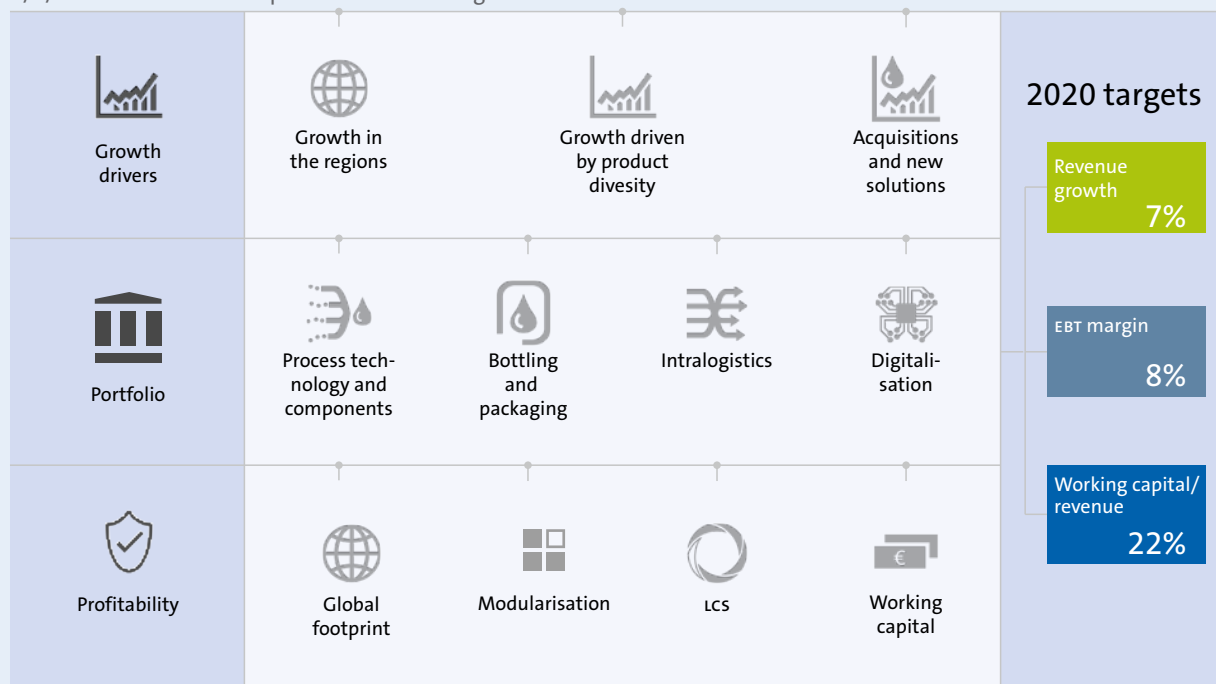 2020 targets
Growth
drivers
Growth in
the regions
Growth driven
by product
divesity
Acquisitions
and new
solutions
Revenue
growth
7%
Portfolio
Process tech-
nology and
components
Bottling
and
packaging
Intralogistics
Digitali-
sation
EBT margin
8%
Profitability
Global
footprint
Modularisation
LCS
€
Working
capital
Working capital/
revenue
22%